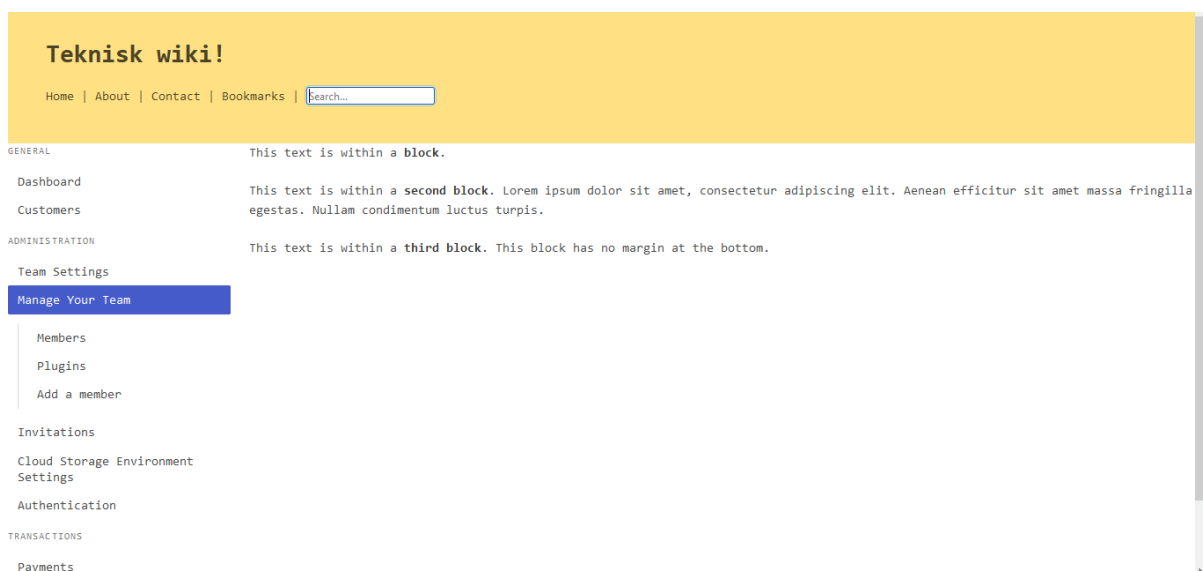 Teknisk wiki!
Home | About | Contact | Bookmarks | Search...
GENERAL
Dashboard
Customers
ADMINISTRATION
Team Settings
Manage Your Team
Members
Plugins
Add a member
Invitations
Cloud Storage Environment
Settings
Authentication
TRANSACTIONS
Payments
This text is within a block.
This text is within a second block. Lorem ipsum dolor sit amet, consectetur adipiscing elit. Aenean efficitur sit amet massa fringilla
egestas. Nullam condimentum luctus turpis.
This text is within a third block. This block has no margin at the bottom.